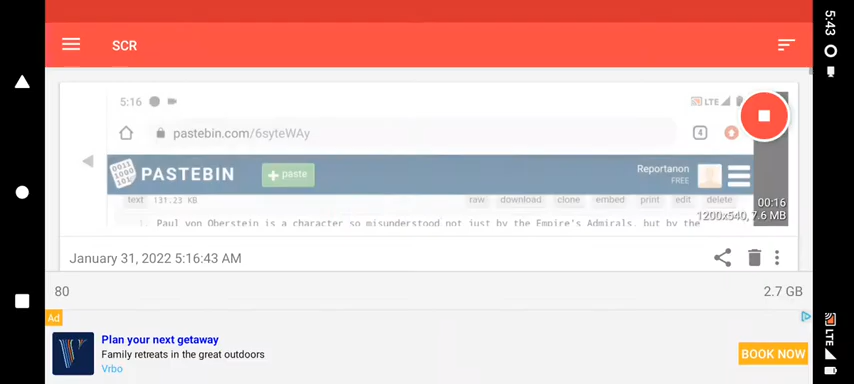 SCR
5:16
LTE
pastebin.com/6syteWAy
4
0011
1000
101
PASTEBIN
+ paste
Reportanon
FREE
text 131.23 KB
raw download clone embed print edit delete
1. Paul von Oberstein is a character so misunderstood not just by the Empire's Admirals, but by the
00:16
1200x540, 7.6 MB
January 31, 2022 5:16:43 AM
80
2.7 GB
Ad
Plan your next getaway
Family retreats in the great outdoors
Vrbo
BOOK NOW
5:43
LTE